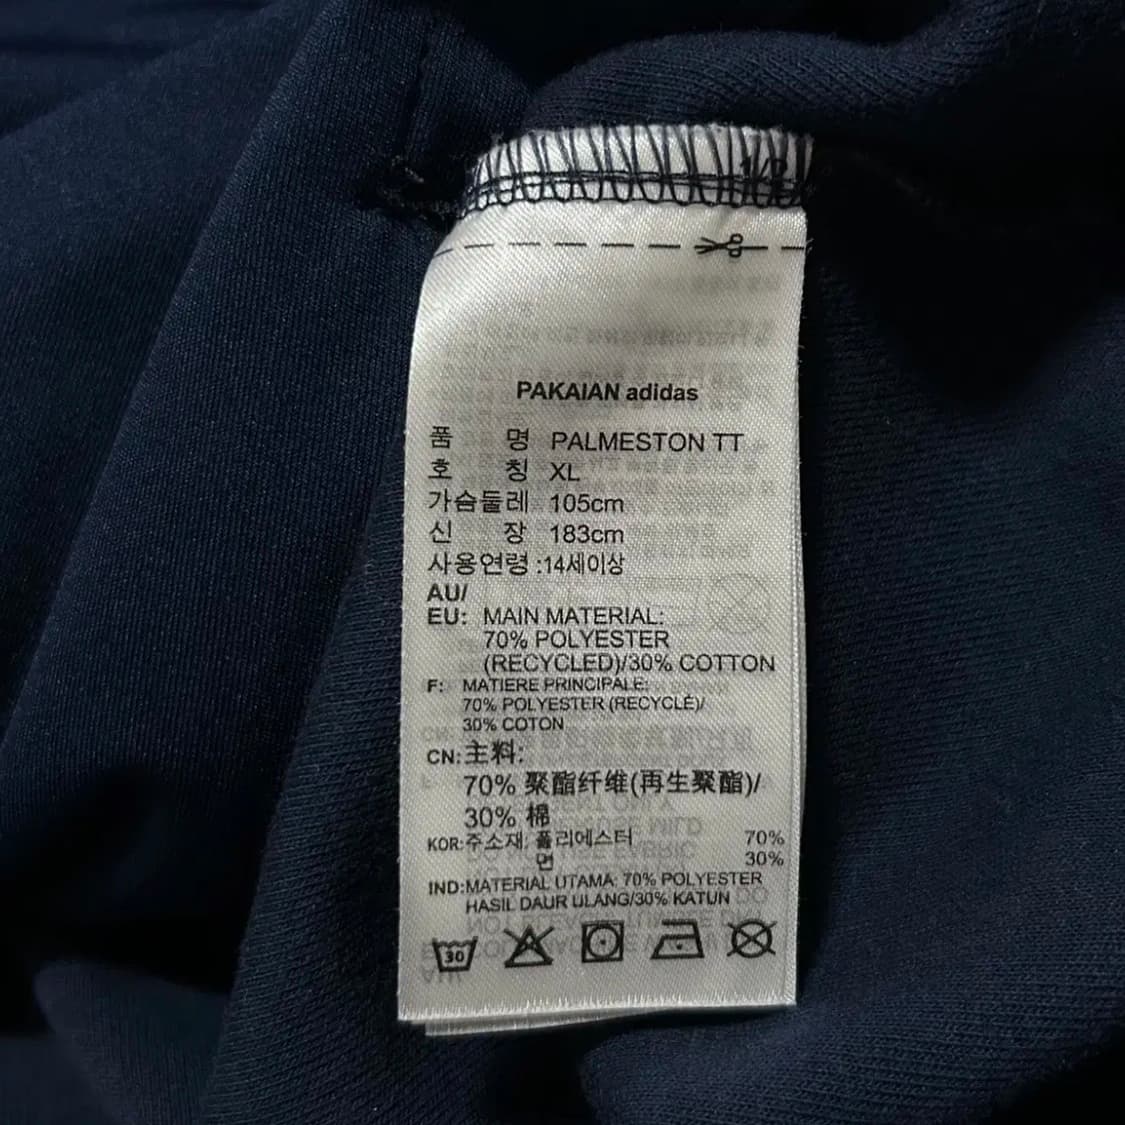 1/2
PAKAIAN adidas
품 명 PALMESTON TT
호 칭 XL
가슴둘레 105cm
신 장 183cm
사용연령 :14세이상
AU/
EU: MAIN MATERIAL:
70% POLYESTER
(RECYCLED)/30% COTTON
F: MATIERE PRINCIPALE:
70% POLYESTER (RECYCLÉ)/
30% COTON
CN:主料:
70% 聚酯纤维(再生聚酯)/
30% 棉
KOR:주소재: 폴리에스터 70%
면 30%
IND:MATERIAL UTAMA: 70% POLYESTER
HASIL DAUR ULANG/30% KATUN
30